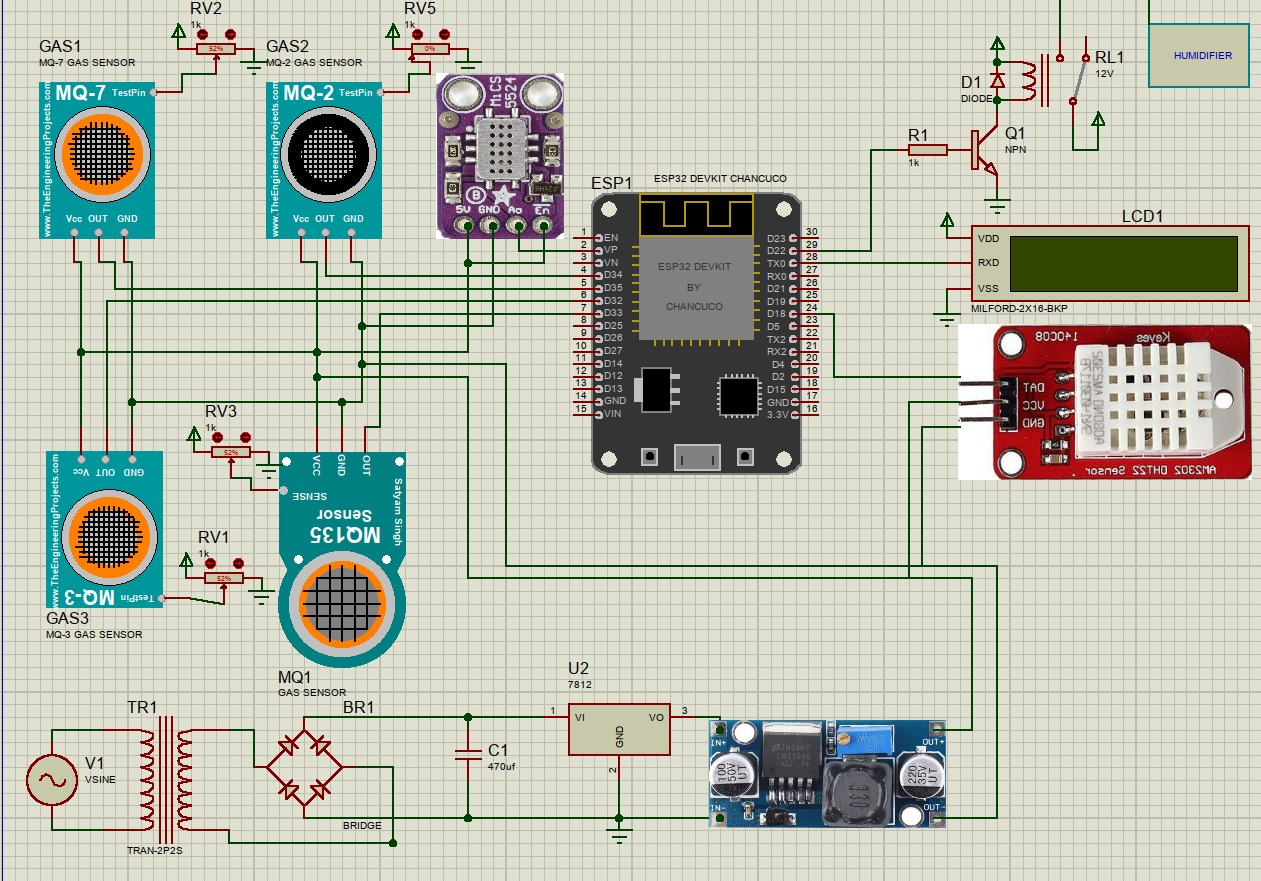 RV2
1k
52%
RV5
1k
0%
GAS1
MQ-7 GAS SENSOR
GAS2
MQ-2 GAS SENSOR
MQ-7
TestPin
www.TheEngineeringProjects.com
Vcc OUT GND
MQ-2
TestPin
www.TheEngineeringProjects.com
Vcc OUT GND
MiCS
5524
5V GND Ao En
ESP1
ESP32 DEVKIT CHANCUCO
ESP32 DEVKIT
BY
CHANCUCO
1 EN
2 VP
3 VN
4 D34
5 D35
6 D32
7 D33
8 D25
9 D26
10 D27
11 D14
12 D12
13 D13
14 GND
15 VIN
D23 30
D22 29
TX0 28
RX0 27
D21 26
D19 25
D18 24
D5 23
TX2 22
RX2 21
D4 20
D2 19
D15 18
GND 17
3.3V 16
D1
DIODE
RL1
12V
HUMIDIFIER
R1
1k
Q1
NPN
LCD1
VDD
RXD
VSS
MILFORD-2X16-BKP
14OC08
Keyes
DAT
VCC
GND
AM2302 DHT22 Sensor
RV3
1k
52%
Vcc OUT GND
www.TheEngineeringProjects.com
MQ-3
TestPin
GAS3
MQ-3 GAS SENSOR
RV1
1k
52%
VCC
GND
OUT
SENSE
Satyam Singh
MQ135
Sensor
MQ1
GAS SENSOR
TR1
TRAN-2P2S
V1
VSINE
BR1
BRIDGE
C1
470uf
U2
7812
1 VI
VO 3
GND
2
IN+
IN-
OUT+
OUT-
100
50V
UT
220
35V
UT
330